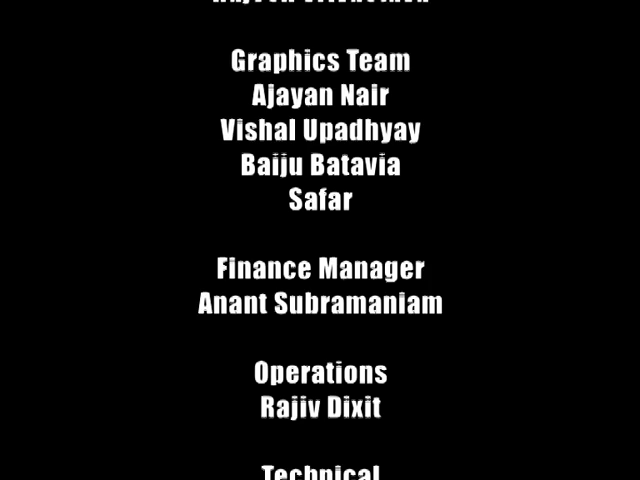 Graphics Team
Ajayan Nair
Vishal Upadhyay
Baiju Batavia
Safar
Finance Manager
Anant Subramaniam
Operations
Rajiv Dixit
Technical